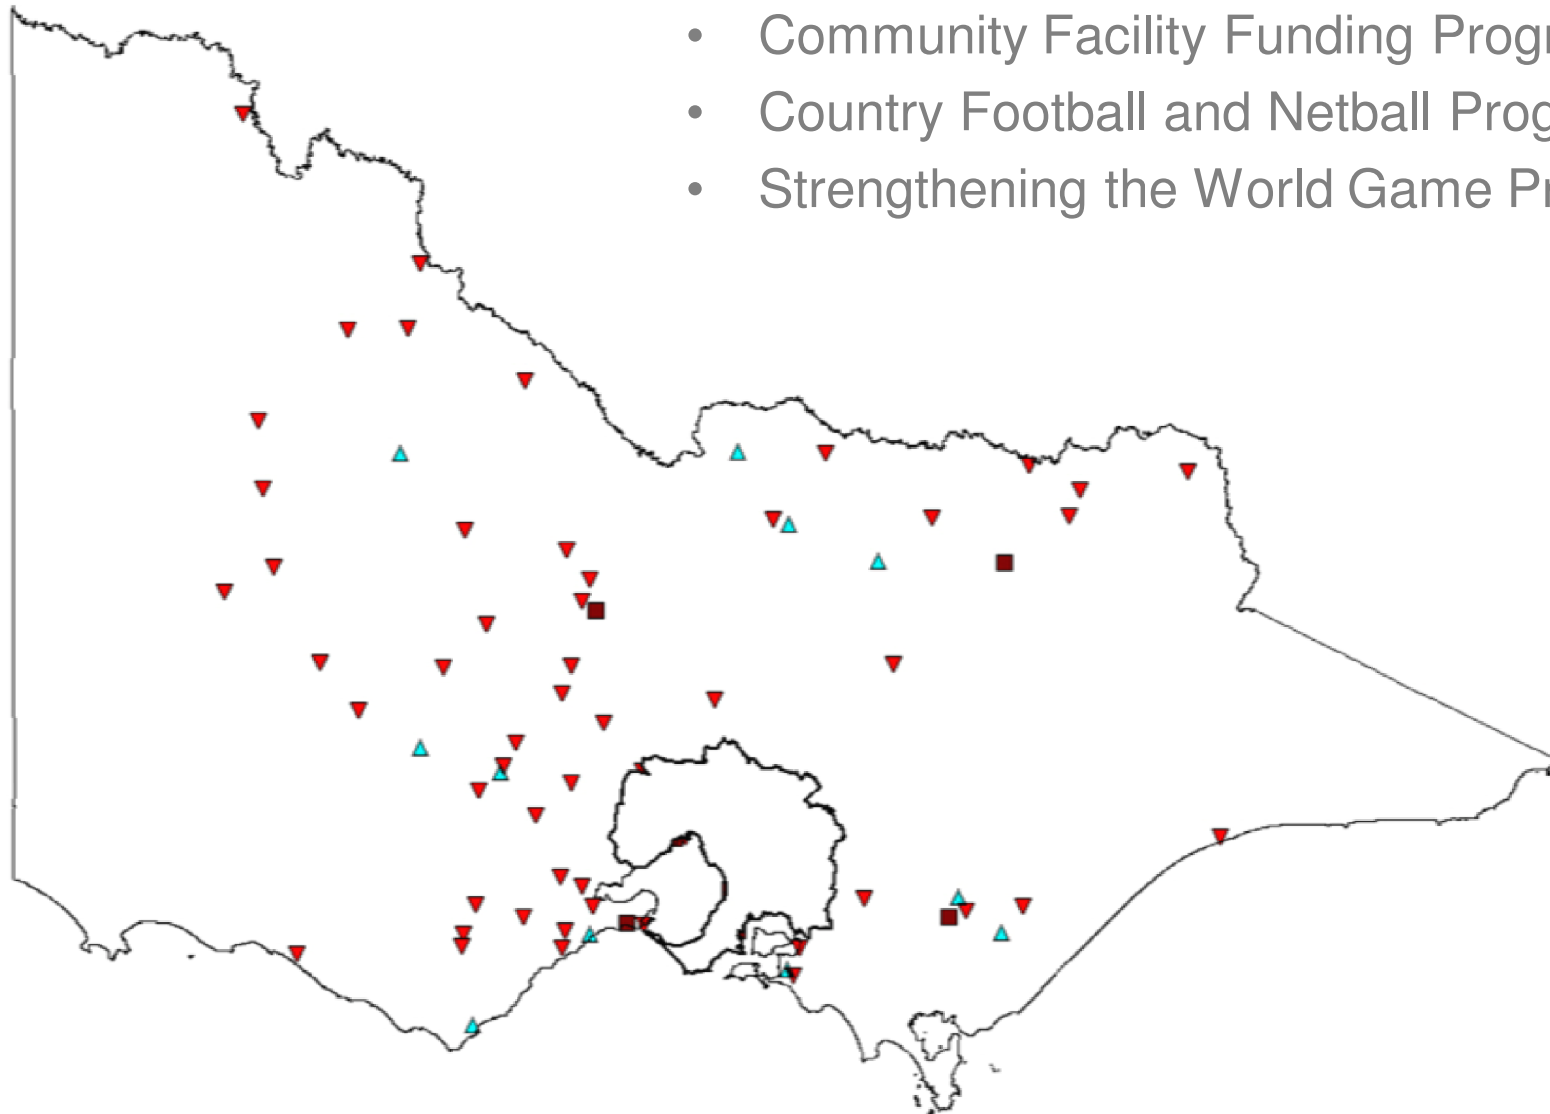 • Community Facility Funding
• Country Football and Netball
• Strengthening the World Game